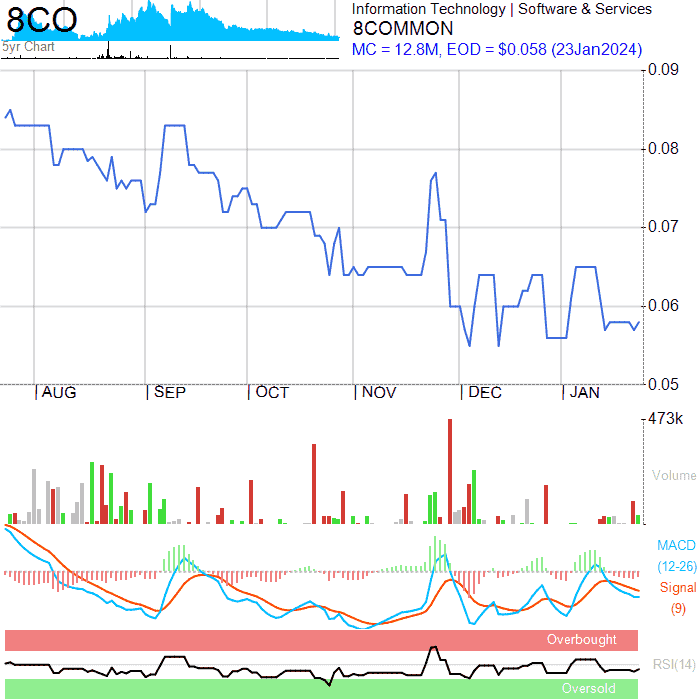 8CO
5yr Chart
Information Technology | Software & Services
8COMMON
MC = 12.8M, EOD = $0.058 (23Jan2024)
0.09
0.08
0.07
0.06
0.05
| AUG | SEP | OCT | NOV | DEC | JAN
473k
Volume
MACD
(12-26)
Signal
(9)
Overbought
RSI(14)
Oversold